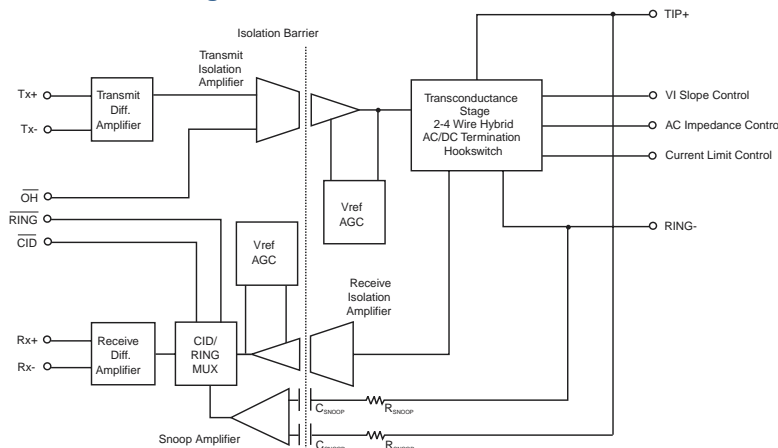 Isolation Barrier
TIP+
Transmit
Isolation
Amplifier
Tx+
Tx-
Transmit
Diff.
Amplifier
Transconductance
Stage
2-4 Wire Hybrid
AC/DC Termination
Hookswitch
VI Slope Control
AC Impedance Control
Current Limit Control
OH
RING
CID
Vref
AGC
Vref
AGC
RING-
Receive
Isolation
Amplifier
Rx+
Rx-
Receive
Diff.
Amplifier
CID/
RING
MUX
CSNOOP
RSNOOP
Snoop Amplifier